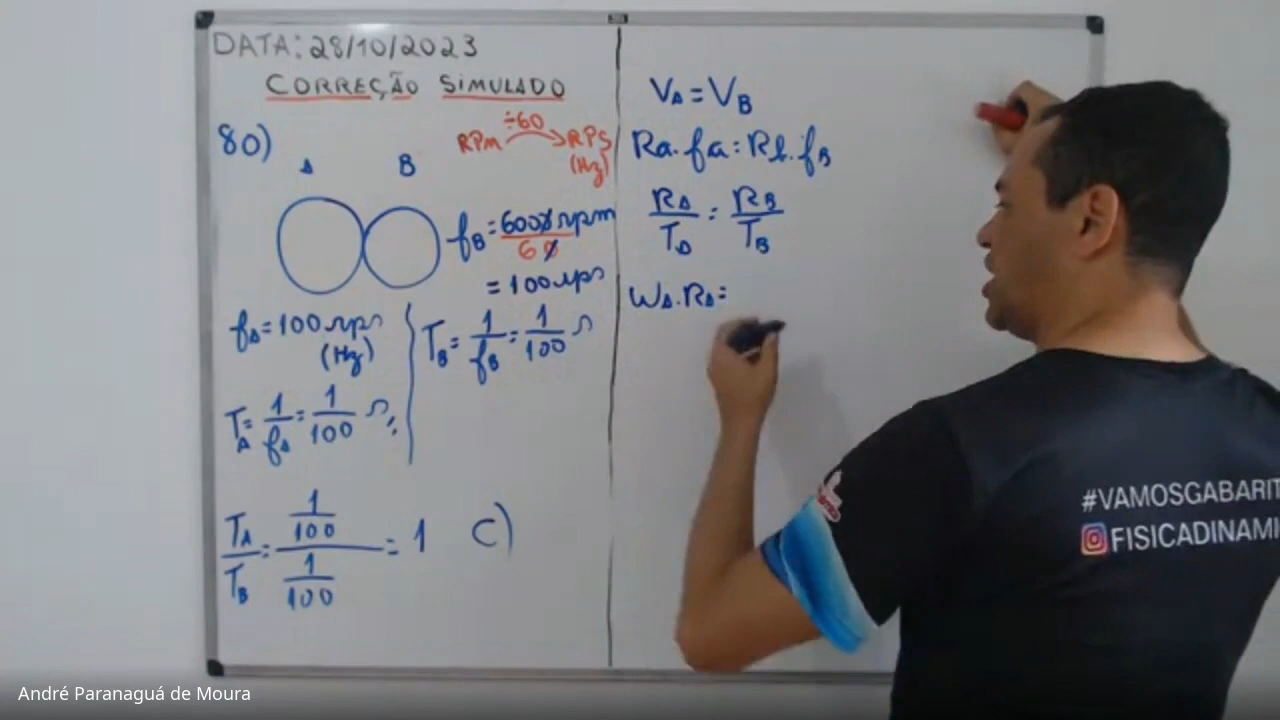 DATA: 28/10/2023
CORREÇÃO SIMULADO
80)
RPM ÷60 RPS
(Hz)
A B
fB = 6000 rpm / 60
= 100 rps
fA = 100 rps
(Hz)
TB = 1/fB = 1/100 s
TA = 1/fA = 1/100 s
TA/TB = (1/100)/(1/100) = 1 C)
VA = VB
Ra.fa = Rb.fB
RA/TA = RB/TB
WA.RA =
#VAMOSGABARIT
FISICADINAMI
André Paranaguá de Moura